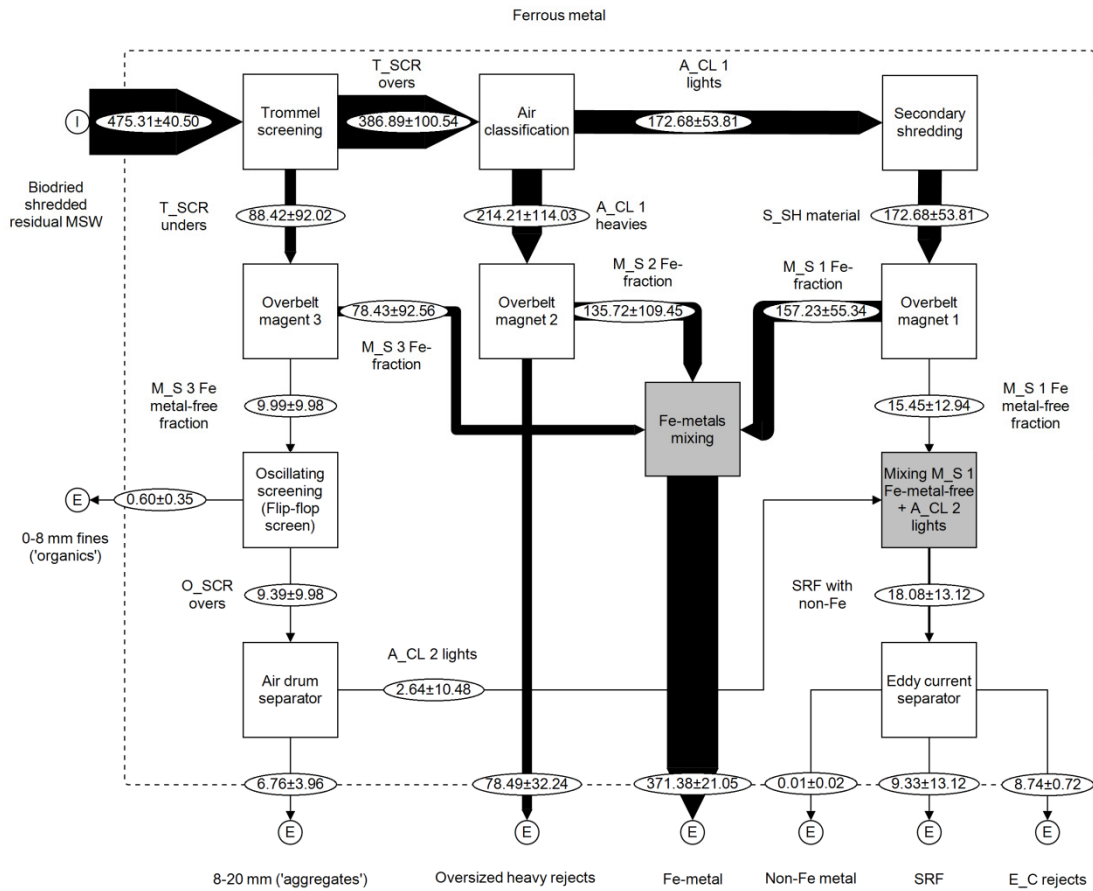 Ferrous metal
T_SCR
overs
A_CL 1
lights
I
475.31±40.50
Trommel
screening
386.89±100.54
Air
classification
172.68±53.81
Secondary
shredding
Biodried
shredded
residual MSW
T_SCR
unders
88.42±92.02
214.21±114.03
A_CL 1
heavies
S_SH material
172.68±53.81
Overbelt
magent 3
78.43±92.56
M_S 3 Fe-
fraction
Overbelt
magnet 2
M_S 2 Fe-
fraction
135.72±109.45
M_S 1 Fe-
fraction
157.23±55.34
Overbelt
magnet 1
M_S 3 Fe
metal-free
fraction
9.99±9.98
Fe-metals
mixing
15.45±12.94
M_S 1 Fe
metal-free
fraction
E
0.60±0.35
Oscillating
screening
(Flip-flop
screen)
Mixing M_S 1
Fe-metal-free
+ A_CL 2
lights
0-8 mm fines
('organics')
O_SCR
overs
9.39±9.98
SRF with
non-Fe
18.08±13.12
Air drum
separator
A_CL 2 lights
2.64±10.48
Eddy current
separator
6.76±3.96
78.49±32.24
371.38±21.05
0.01±0.02
9.33±13.12
8.74±0.72
E
E
E
E
E
E
8-20 mm ('aggregates')
Oversized heavy rejects
Fe-metal
Non-Fe metal
SRF
E_C rejects